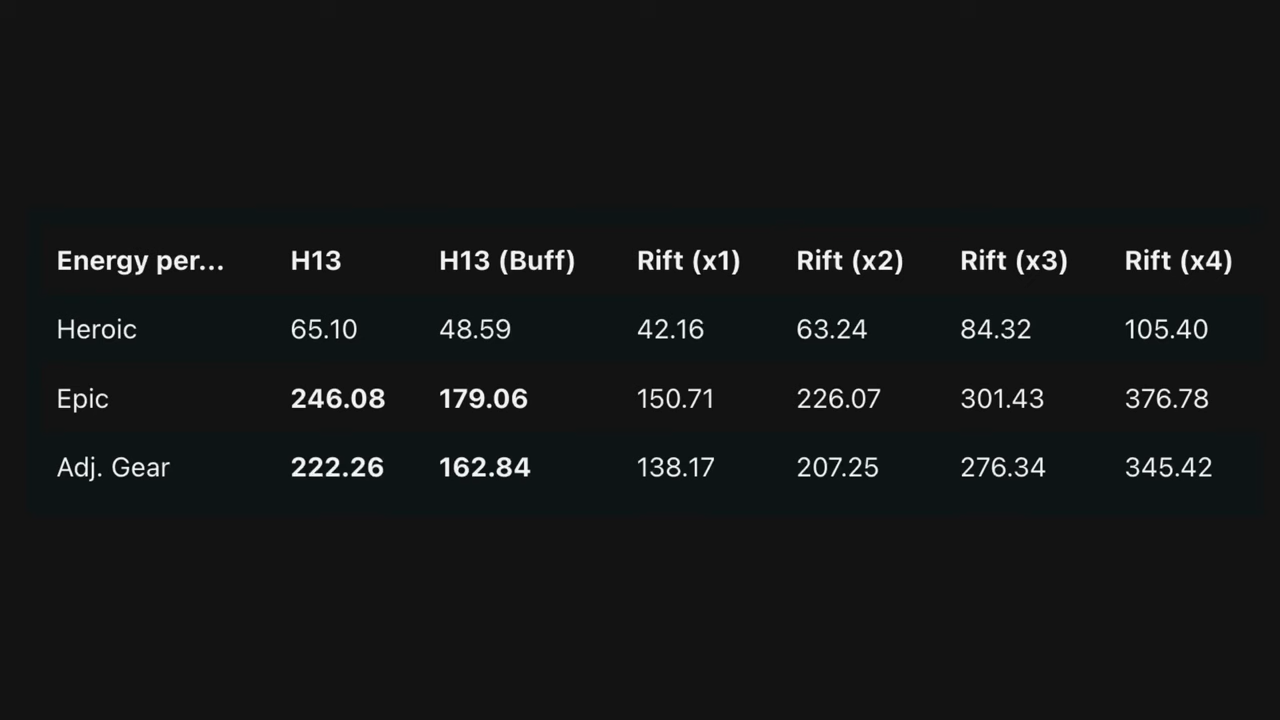 Energy per... H13 H13 (Buff) Rift (x1) Rift (x2) Rift (x3) Rift (x4)
Heroic 65.10 48.59 42.16 63.24 84.32 105.40
Epic 246.08 179.06 150.71 226.07 301.43 376.78
Adj. Gear 222.26 162.84 138.17 207.25 276.34 345.42